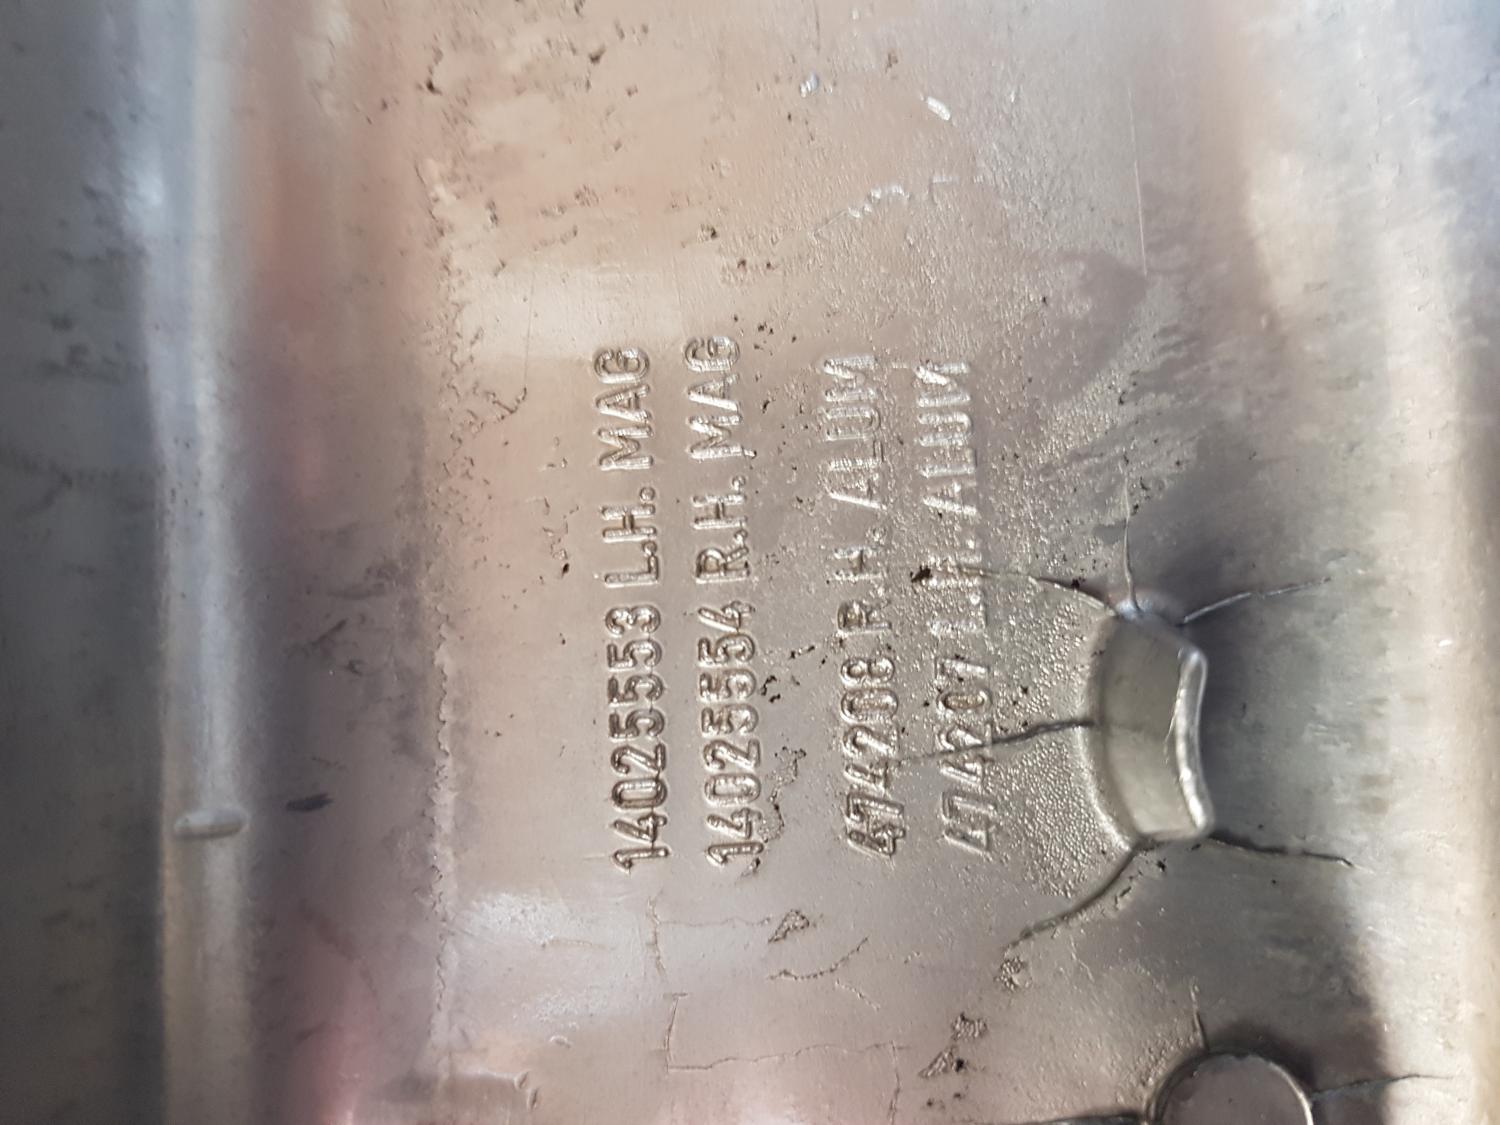 14025553 L.H. MAG
14025554 R.H. MAG
474208 R.H. ALUM
474207 L.H. ALUM